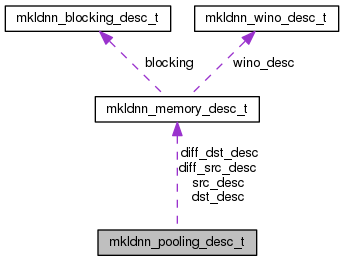 mkldnn_blocking_desc_t
mkldnn_wino_desc_t
blocking
wino_desc
mkldnn_memory_desc_t
diff_dst_desc
diff_src_desc
src_desc
dst_desc
mkldnn_pooling_desc_t